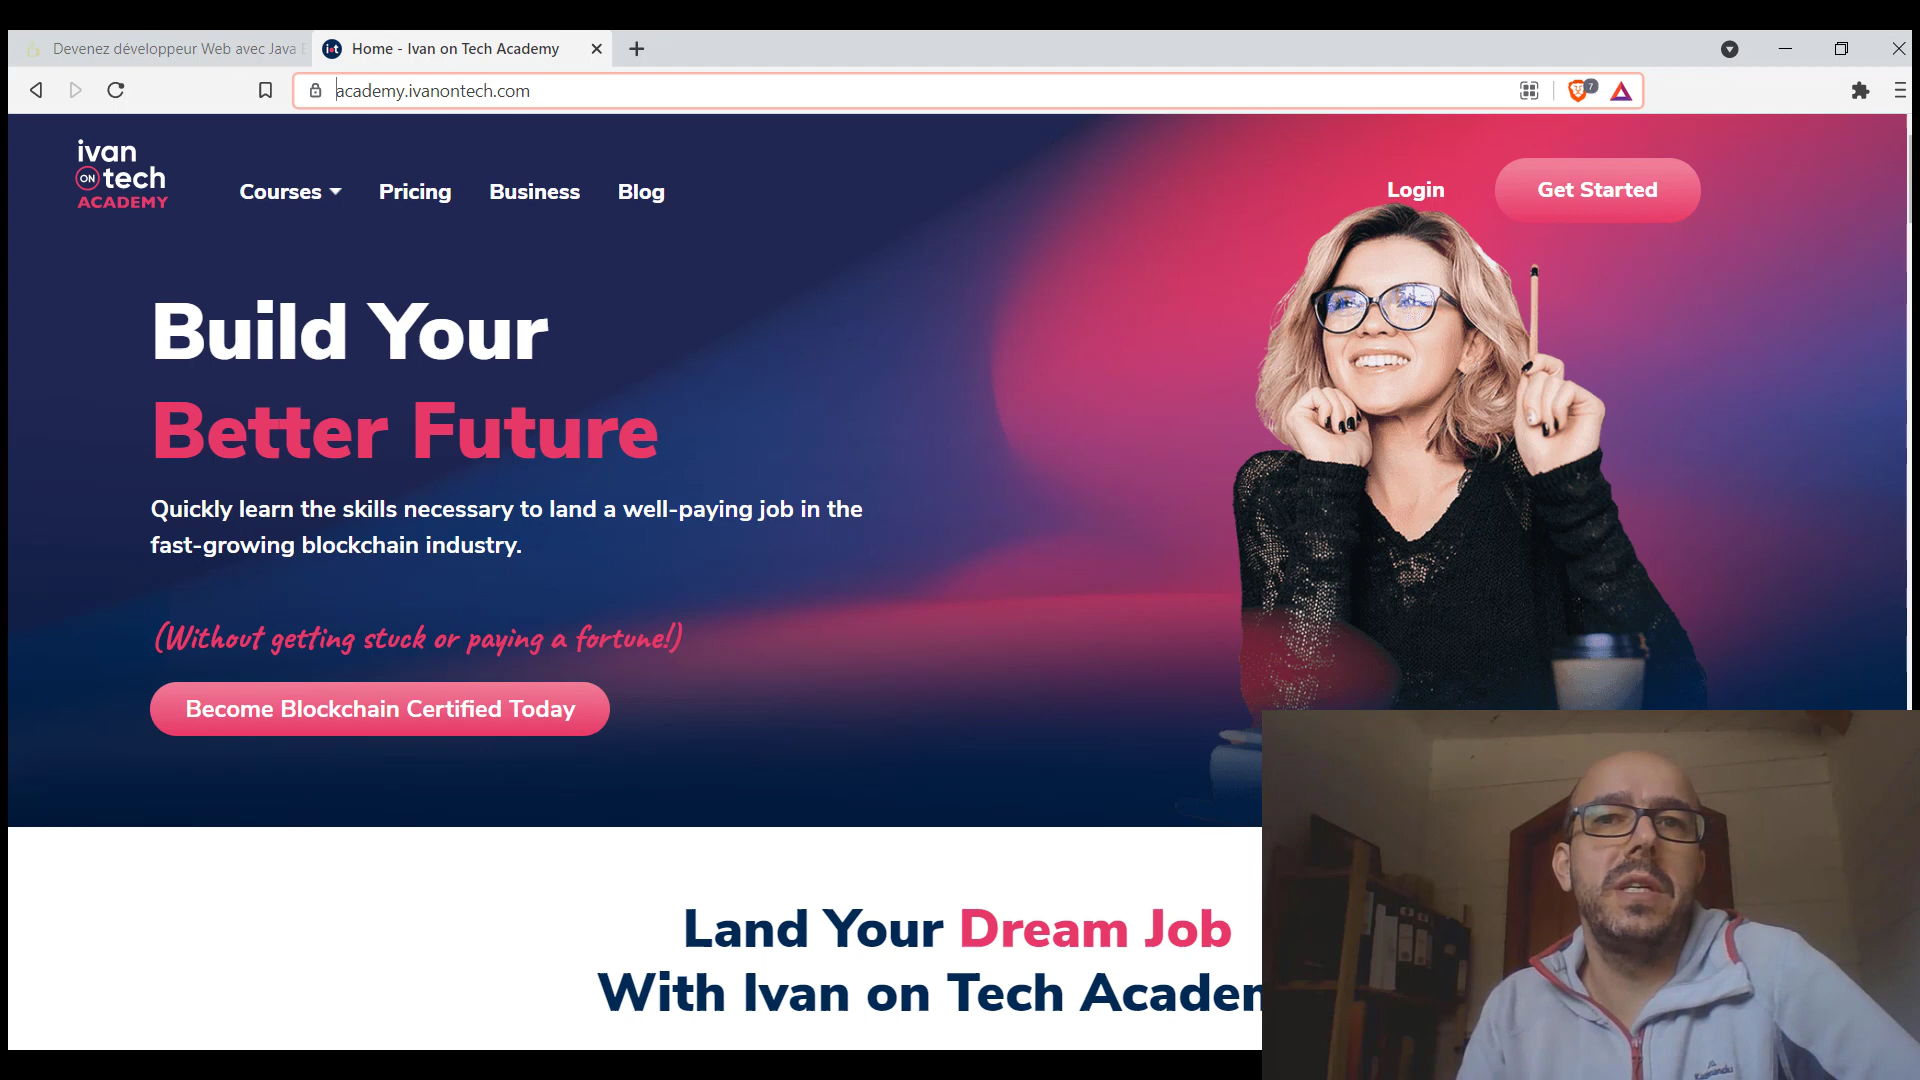 Devenez développeur Web avec Java
Home - Ivan on Tech Academy
academy.ivanontech.com
7
ivan
ON tech
ACADEMY
Courses
Pricing
Business
Blog
Login
Get Started
Build Your
Better Future
Quickly learn the skills necessary to land a well-paying job in the
fast-growing blockchain industry.
(Without getting stuck or paying a fortune!)
Become Blockchain Certified Today
Land Your Dream Job
With Ivan on Tech Academ